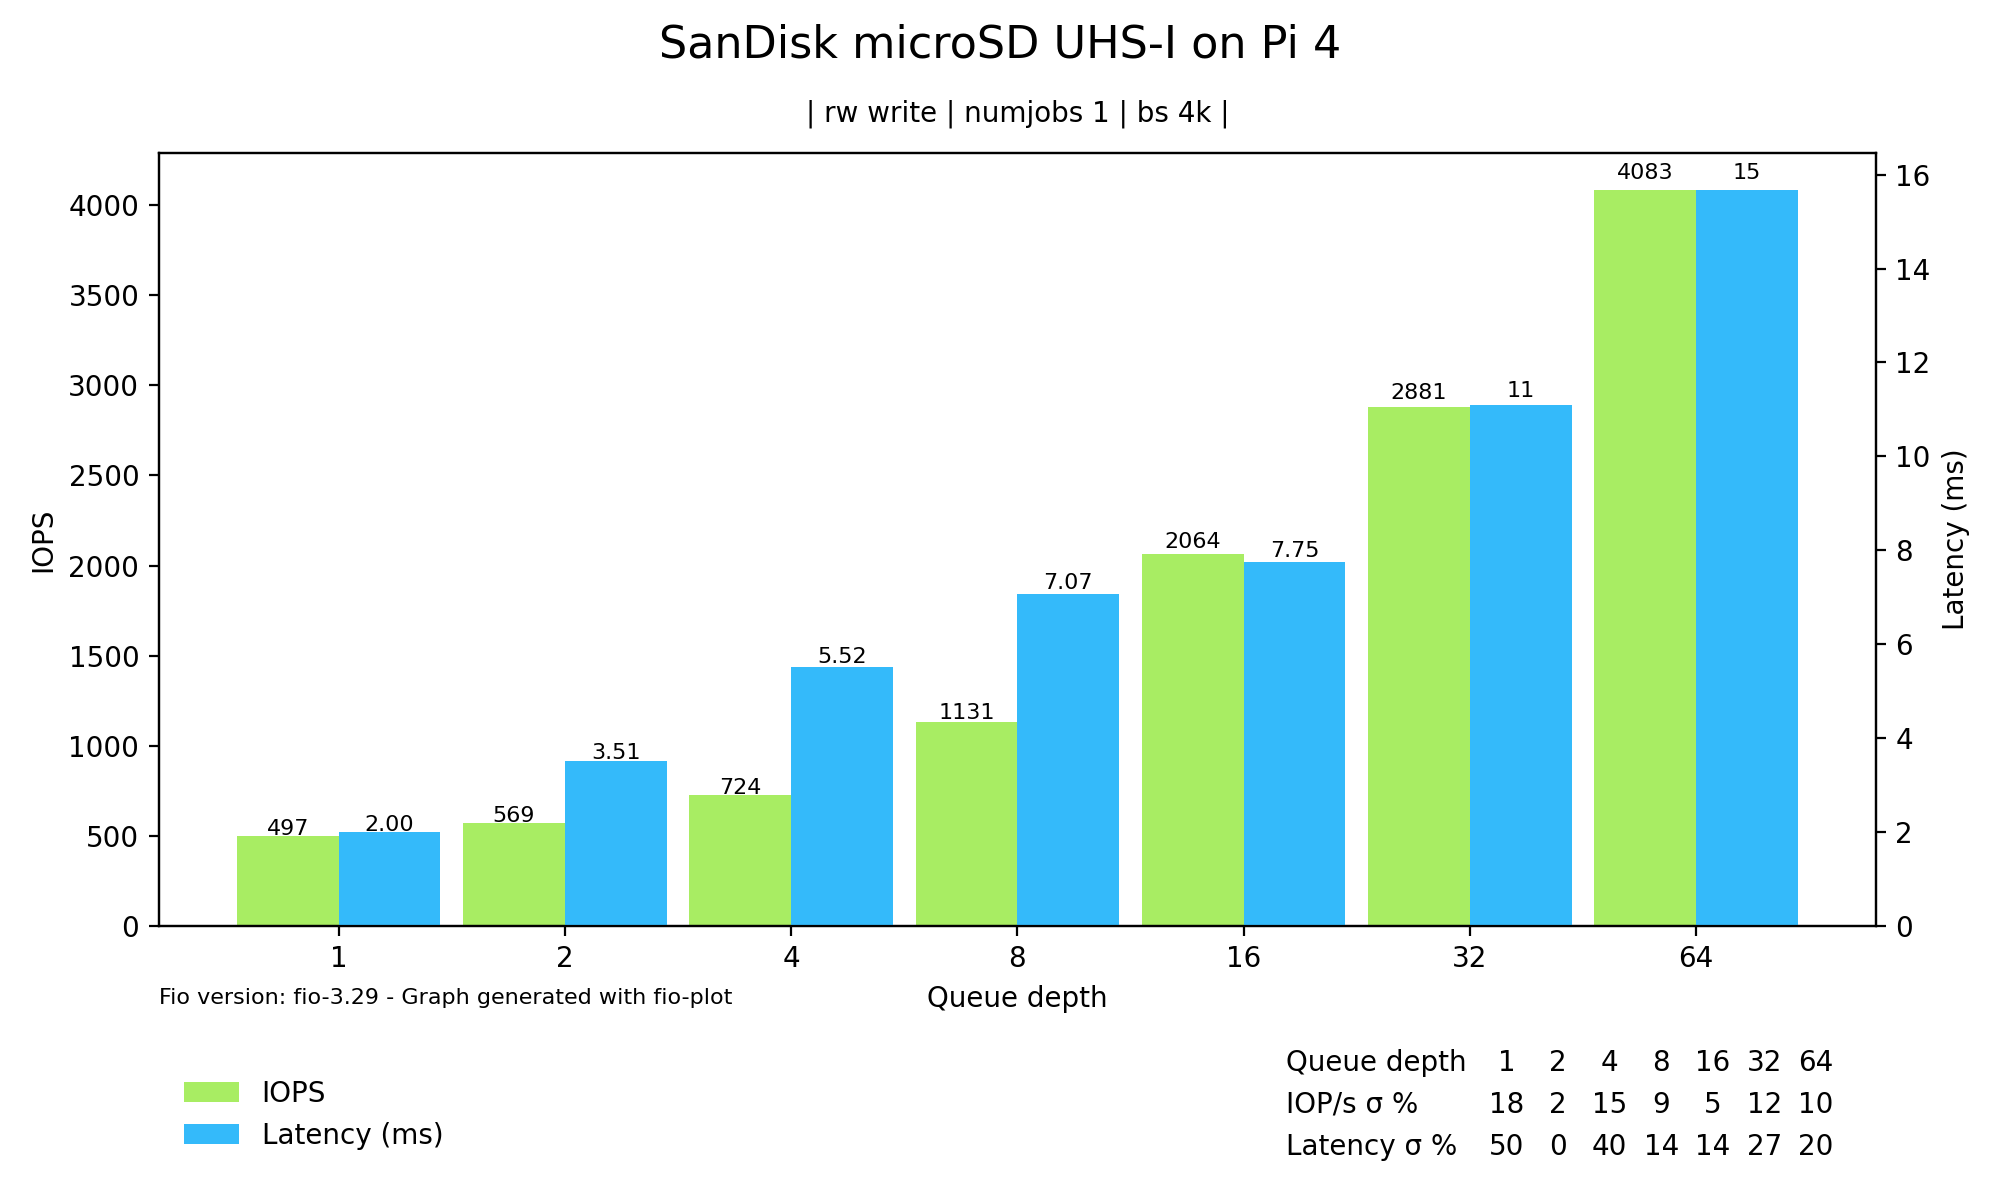 SanDisk microSD UHS-I on Pi 4
| rw write | numjobs 1 | bs 4k |
IOPS
4000
3500
3000
2500
2000
1500
1000
500
0
16
14
12
10
8
6
4
2
0
Latency (ms)
497 2.00 569 3.51 724 5.52 1131 7.07 2064 7.75 2881 11 4083 15
1 2 4 8 16 32 64
Queue depth
Fio version: fio-3.29 - Graph generated with fio-plot
IOPS
Latency (ms)
Queue depth 1 2 4 8 16 32 64
IOP/s σ % 18 2 15 9 5 12 10
Latency σ % 50 0 40 14 14 27 20